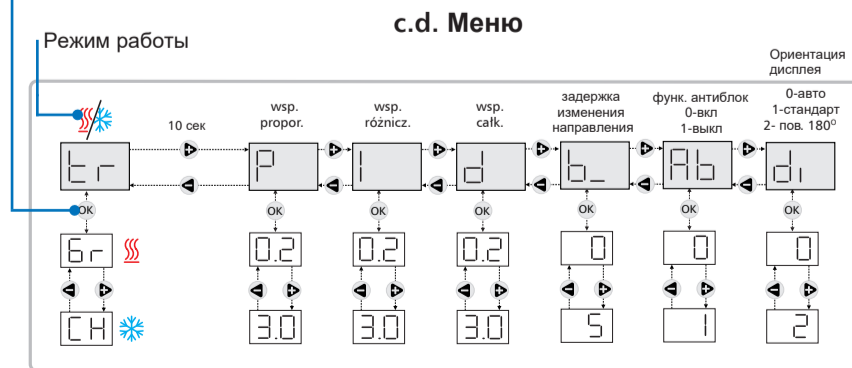 c.d. Меню
Режим работы
Ориентация
дисплея
0-авто
1-стандарт
2- пов. 180°
10 сек
wsp.
propor.
wsp.
różnicz.
wsp.
całk.
задержка
изменения
направления
функ. антиблок
0-вкл
1-выкл
tr
P
I
d
b_
Ab
di
OK
OK
OK
OK
OK
OK
OK
Gr
0.2
0.2
0.2
0
0
0
CH
3.0
3.0
3.0
5
1
2